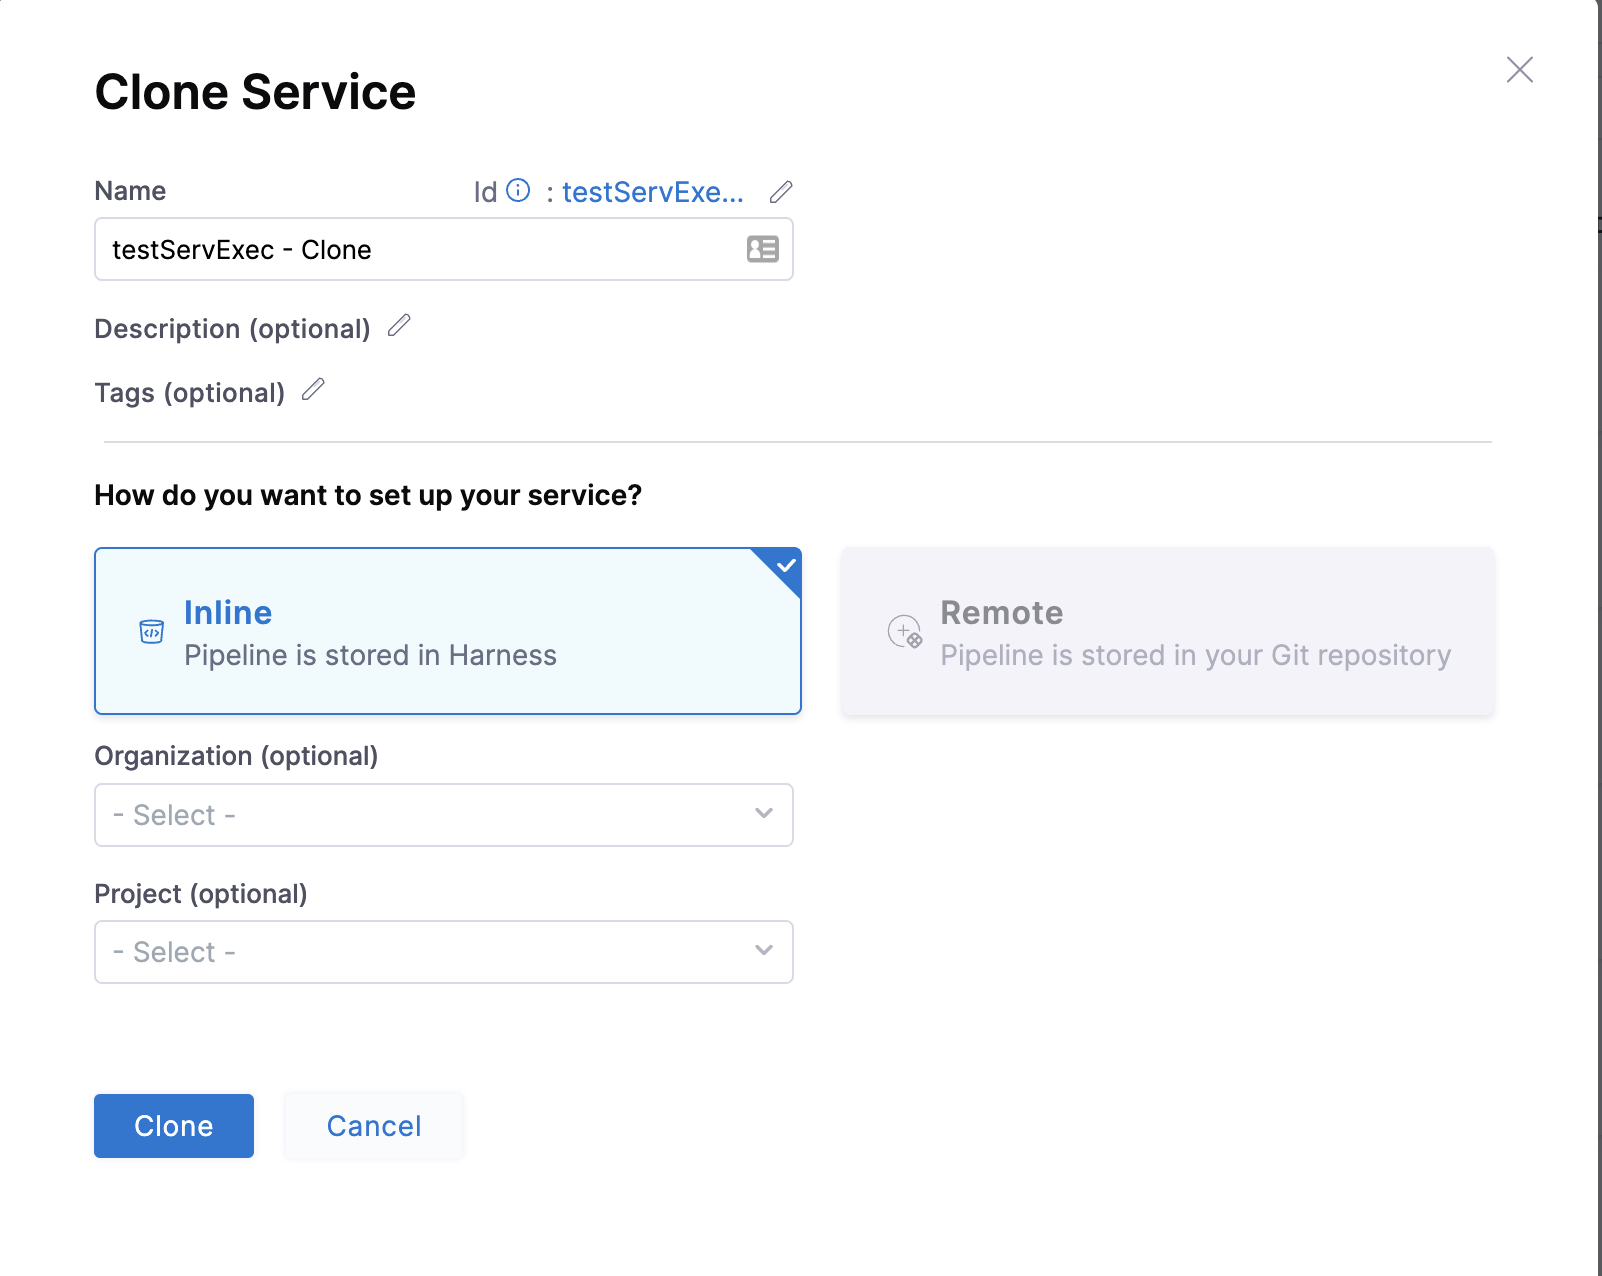 Clone Service
Name
Id : testServExe...
testServExec - Clone
Description (optional)
Tags (optional)
How do you want to set up your service?
Inline
Pipeline is stored in Harness
Remote
Pipeline is stored in your Git repository
Organization (optional)
- Select -
Project (optional)
- Select -
Clone
Cancel